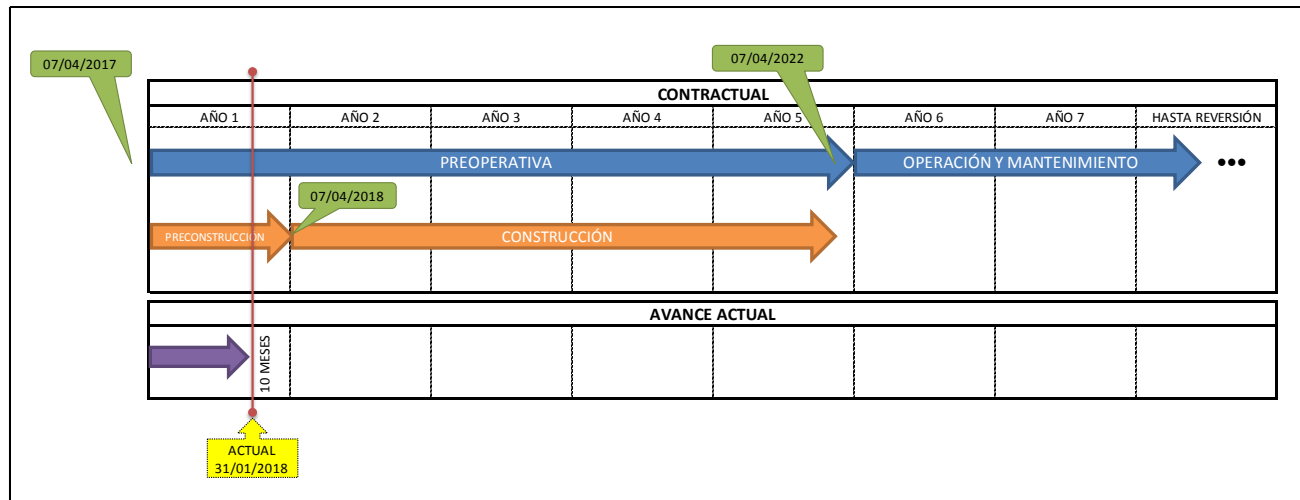 07/04/2017
07/04/2022
CONTRACTUAL
AÑO 1 AÑO 2 AÑO 3 AÑO 4 AÑO 5 AÑO 6 AÑO 7 HASTA REVERSIÓN
PREOPERATIVA OPERACIÓN Y MANTENIMIENTO •••
07/04/2018
PRECONSTRUCCIÓN CONSTRUCCIÓN
AVANCE ACTUAL
10 MESES
ACTUAL
31/01/2018